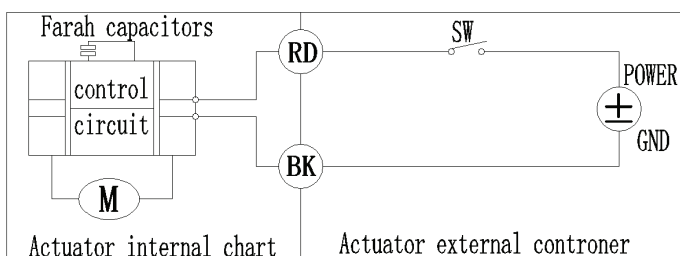 Farah capacitors
control
circuit
M
RD
BK
SW
POWER
GND
Actuator internal chart
Actuator external controner